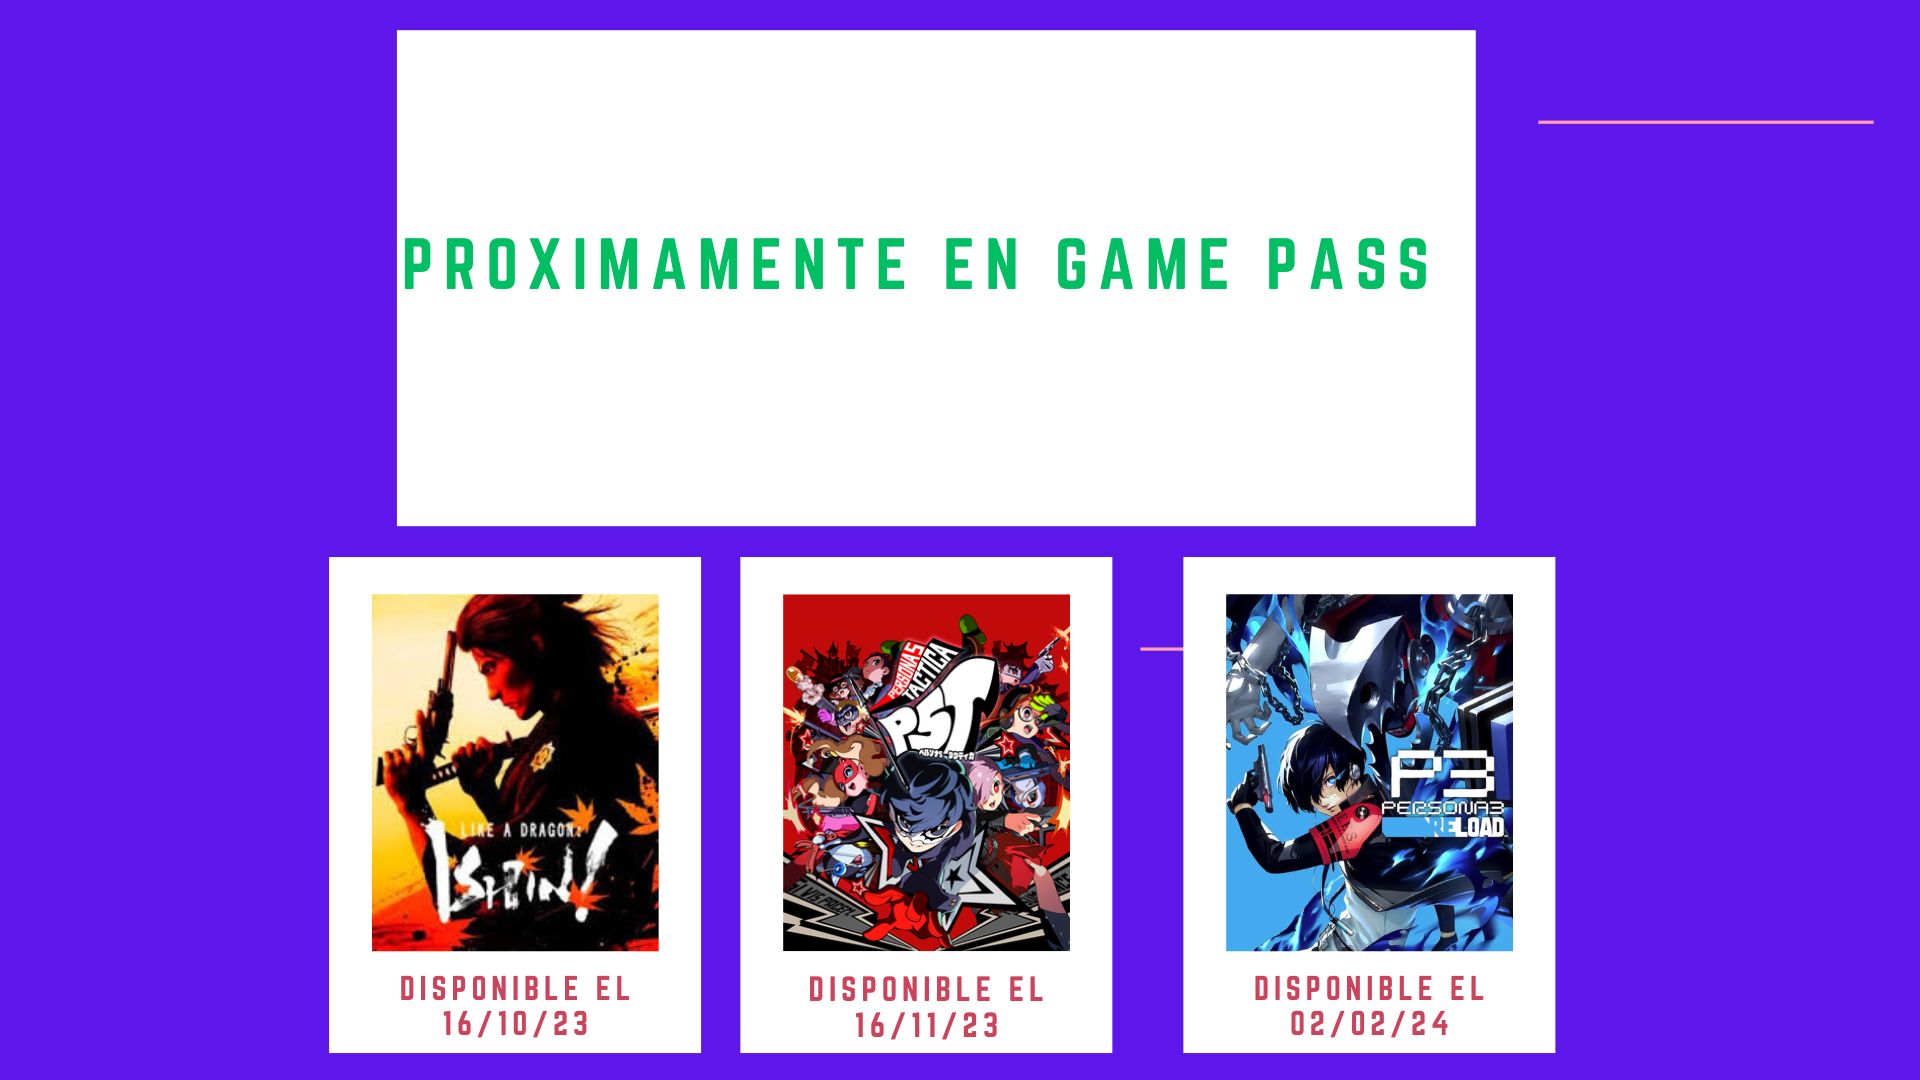 PROXIMAMENTE EN GAME PASS
LIKE A DRAGON:
ISHIN!
DISPONIBLE EL
16/10/23
PERSONA5
TACTICA
P5T
DISPONIBLE EL
16/11/23
P3
PERSONA3
RELOAD
DISPONIBLE EL
02/02/24